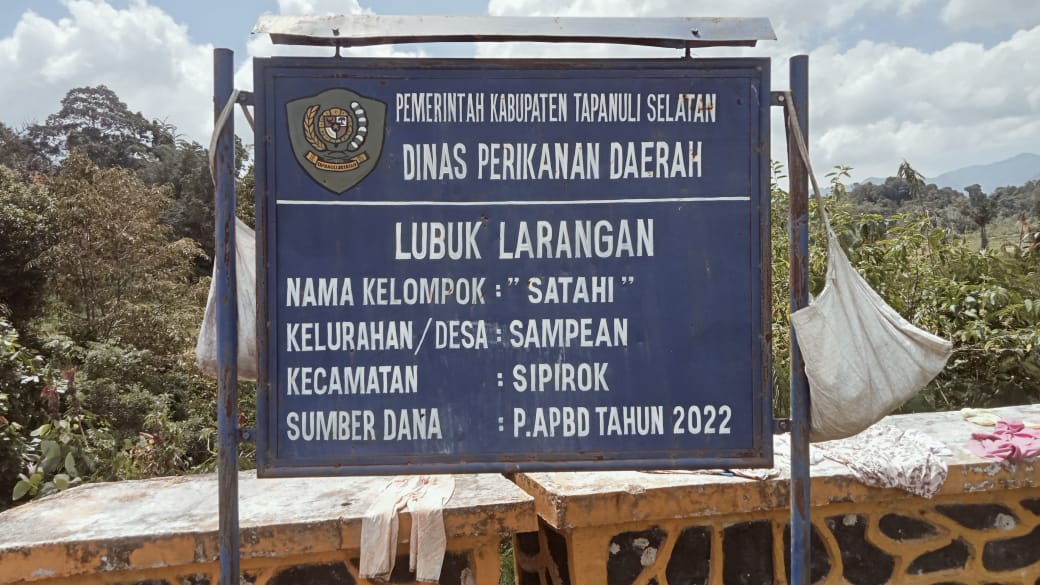 PEMERINTAH KABUPATEN TAPANULI SELATAN
DINAS PERIKANAN DAERAH
LUBUK LARANGAN
NAMA KELOMPOK : " SATAHI "
KELURAHAN / DESA : SAMPEAN
KECAMATAN : SIPIROK
SUMBER DANA : P.APBD TAHUN 2022